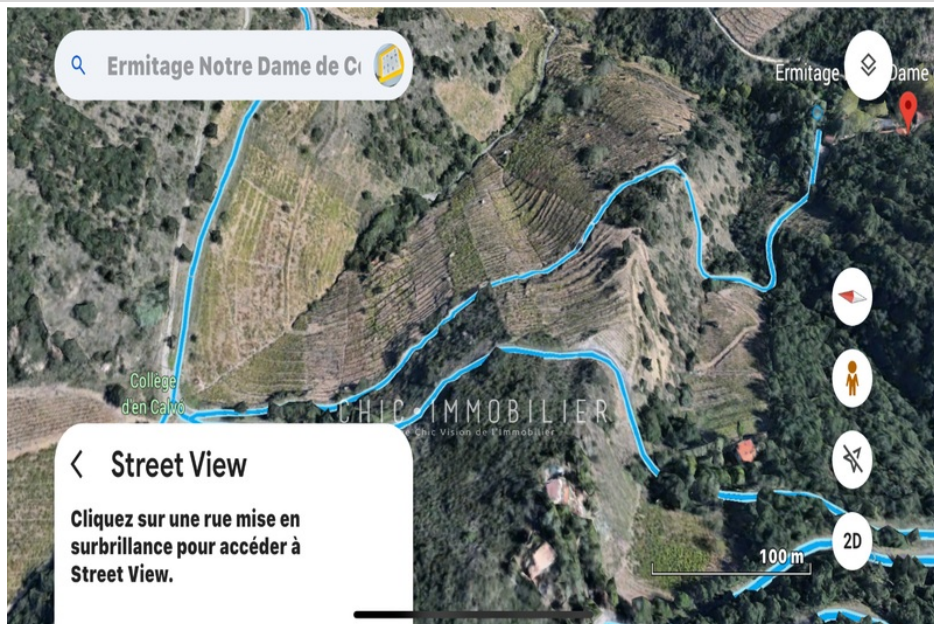 Ermitage Notre Dame de C
Ermitage Dame
Collège
d'en Calvo
CHIC•IMMOBILIER
Chic Vision de l'Immobilier
Street View
Cliquez sur une rue mise en
surbrillance pour accéder à
Street View.
2D
100 m